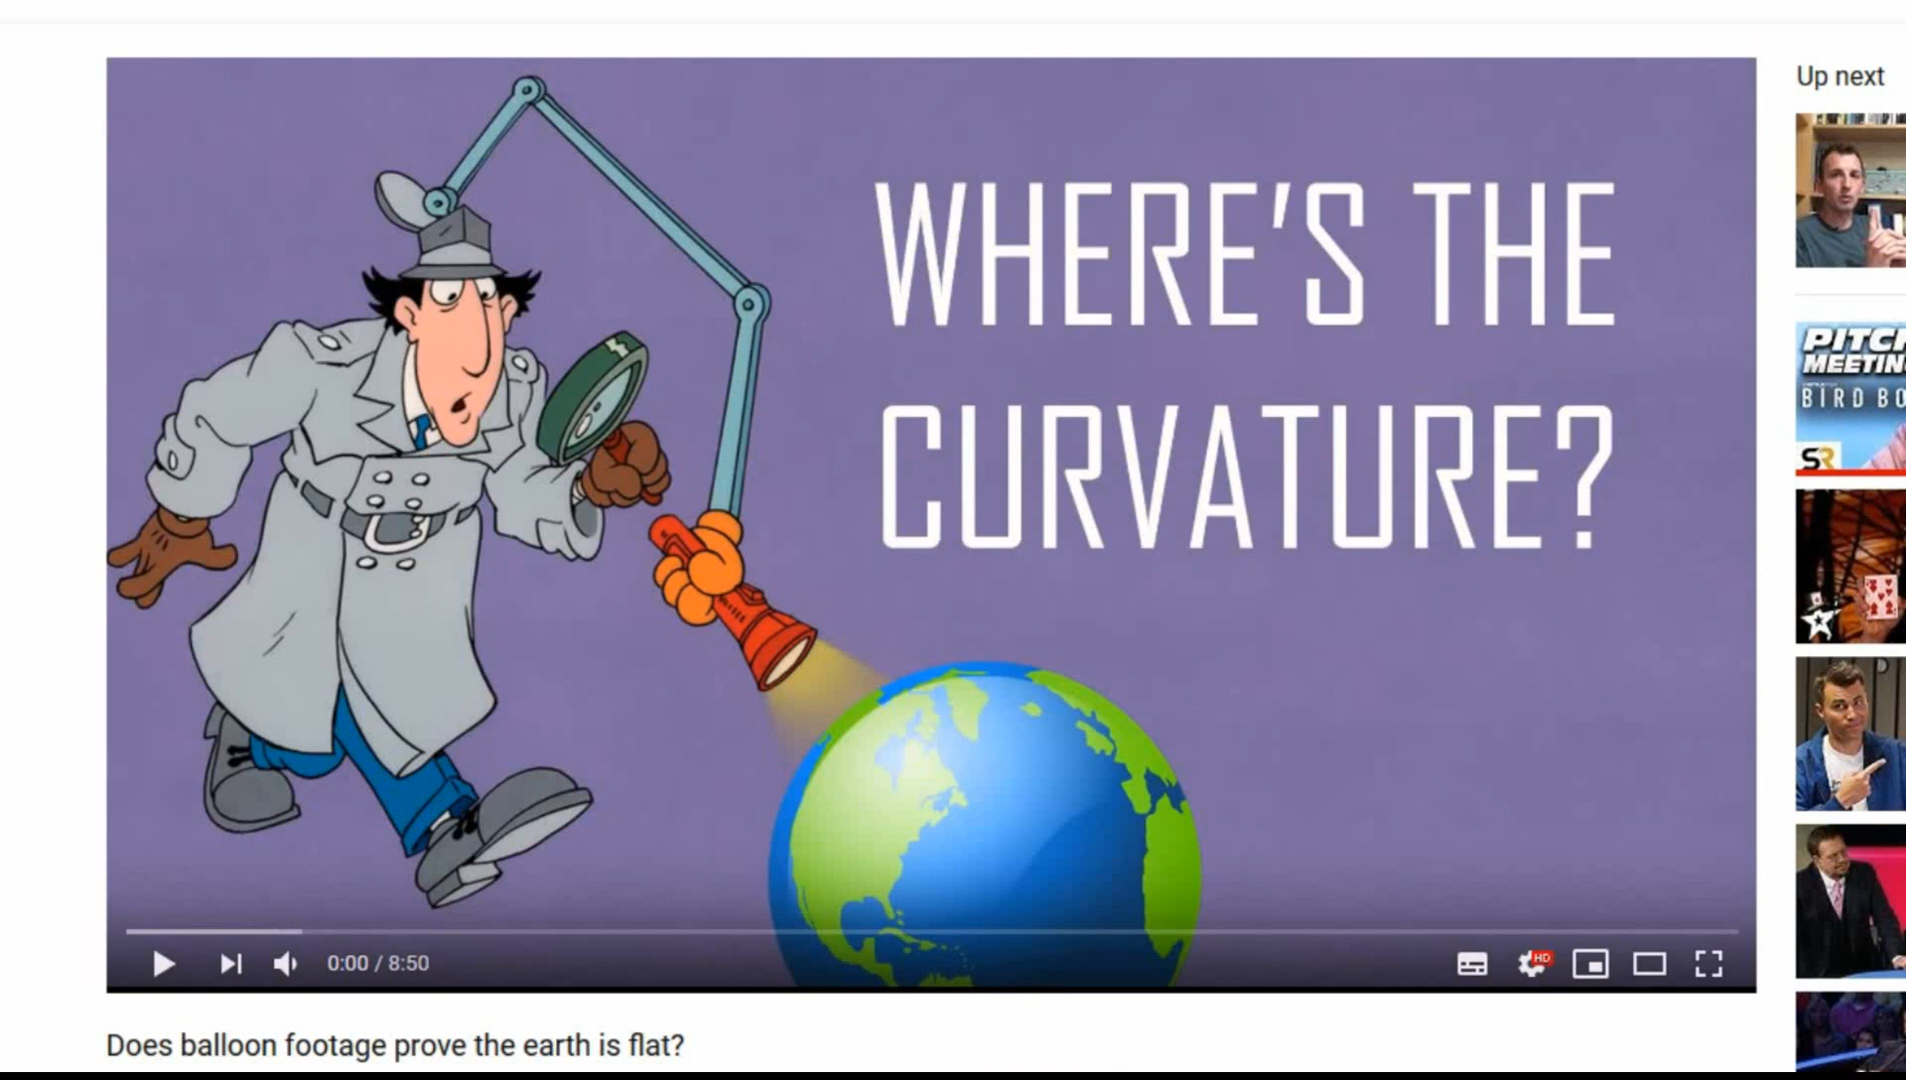 Up next
WHERE'S THE
CURVATURE?
PITCH
MEETING
BIRD BO
SR
0:00 / 8:50
HD
Does balloon footage prove the earth is flat?